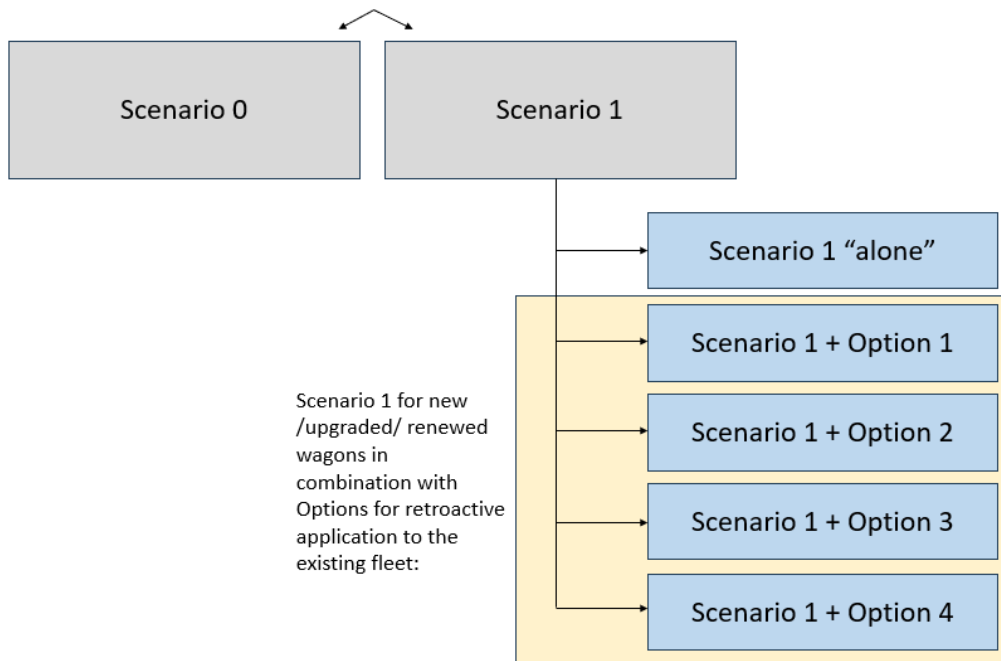 Scenario 0
Scenario 1
Scenario 1 “alone”
Scenario 1 + Option 1
Scenario 1 for new
/upgraded/ renewed
wagons in
combination with
Options for retroactive
application to the
existing fleet:
Scenario 1 + Option 2
Scenario 1 + Option 3
Scenario 1 + Option 4